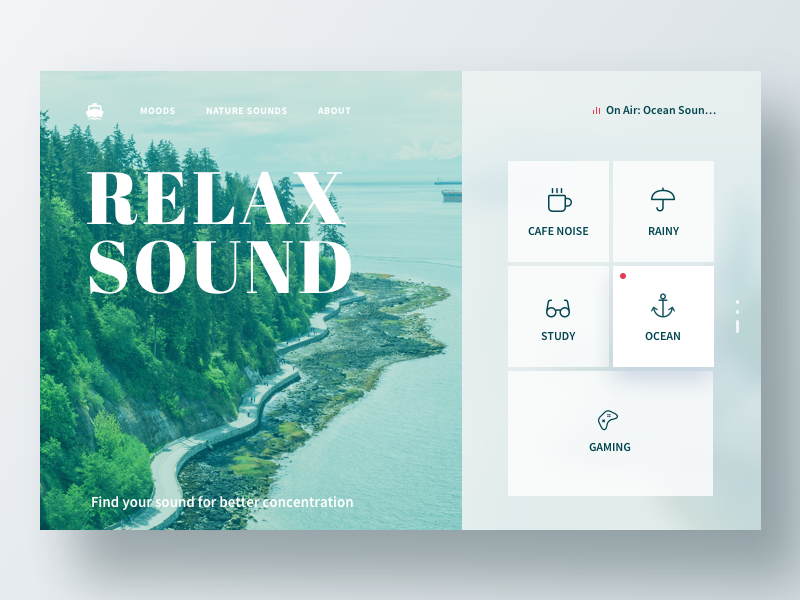 MOODS
NATURE SOUNDS
ABOUT
On Air: Ocean Soun...
RELAX
SOUND
CAFE NOISE
RAINY
STUDY
OCEAN
GAMING
Find your sound for better concentration